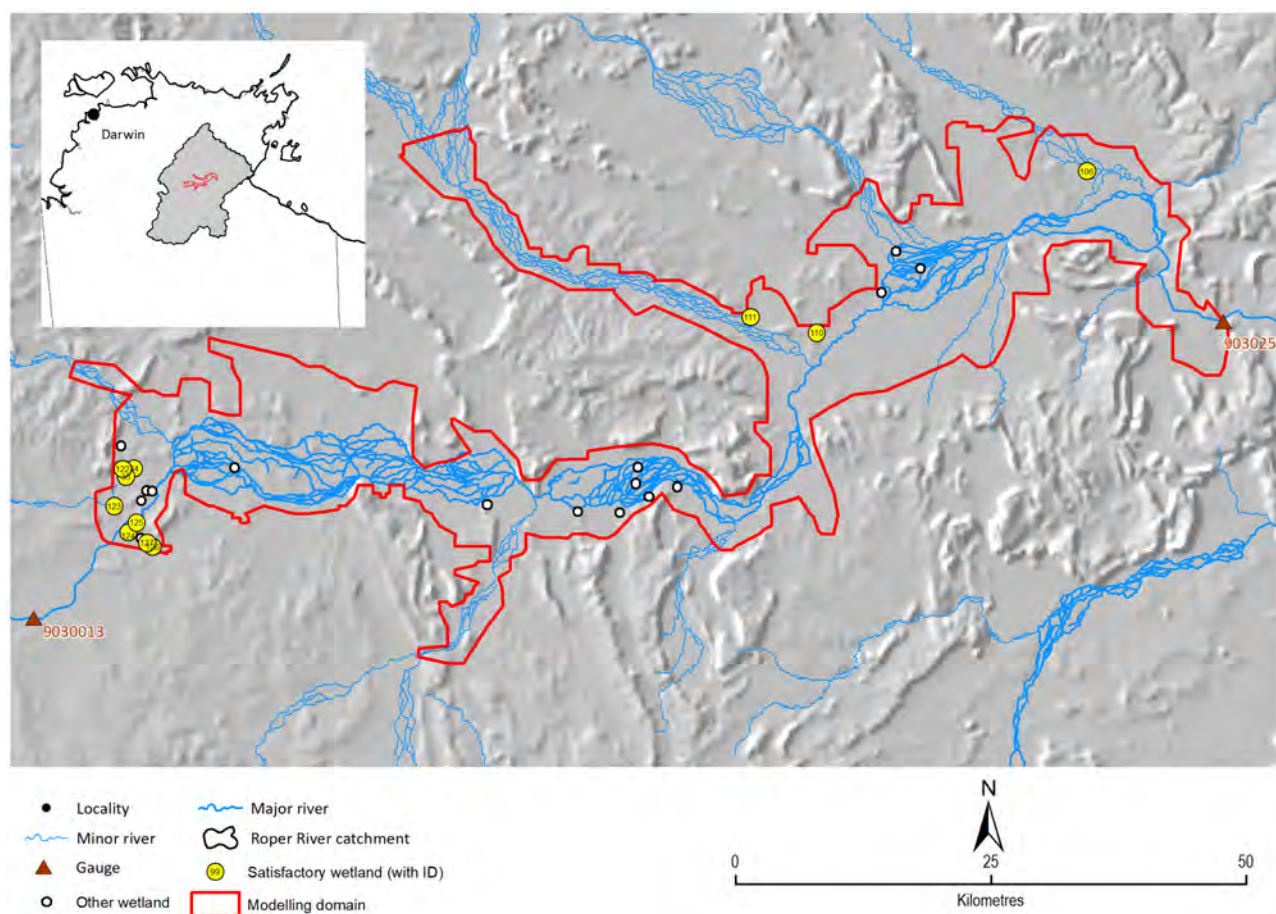 Darwin
106
111
110
903025
122
123
125
124
127
9030013
Locality
Major river
Minor river
Roper River catchment
Gauge
99
Satisfactory wetland (with ID)
Other wetland
Modelling domain
N
0
25
50
Kilometres